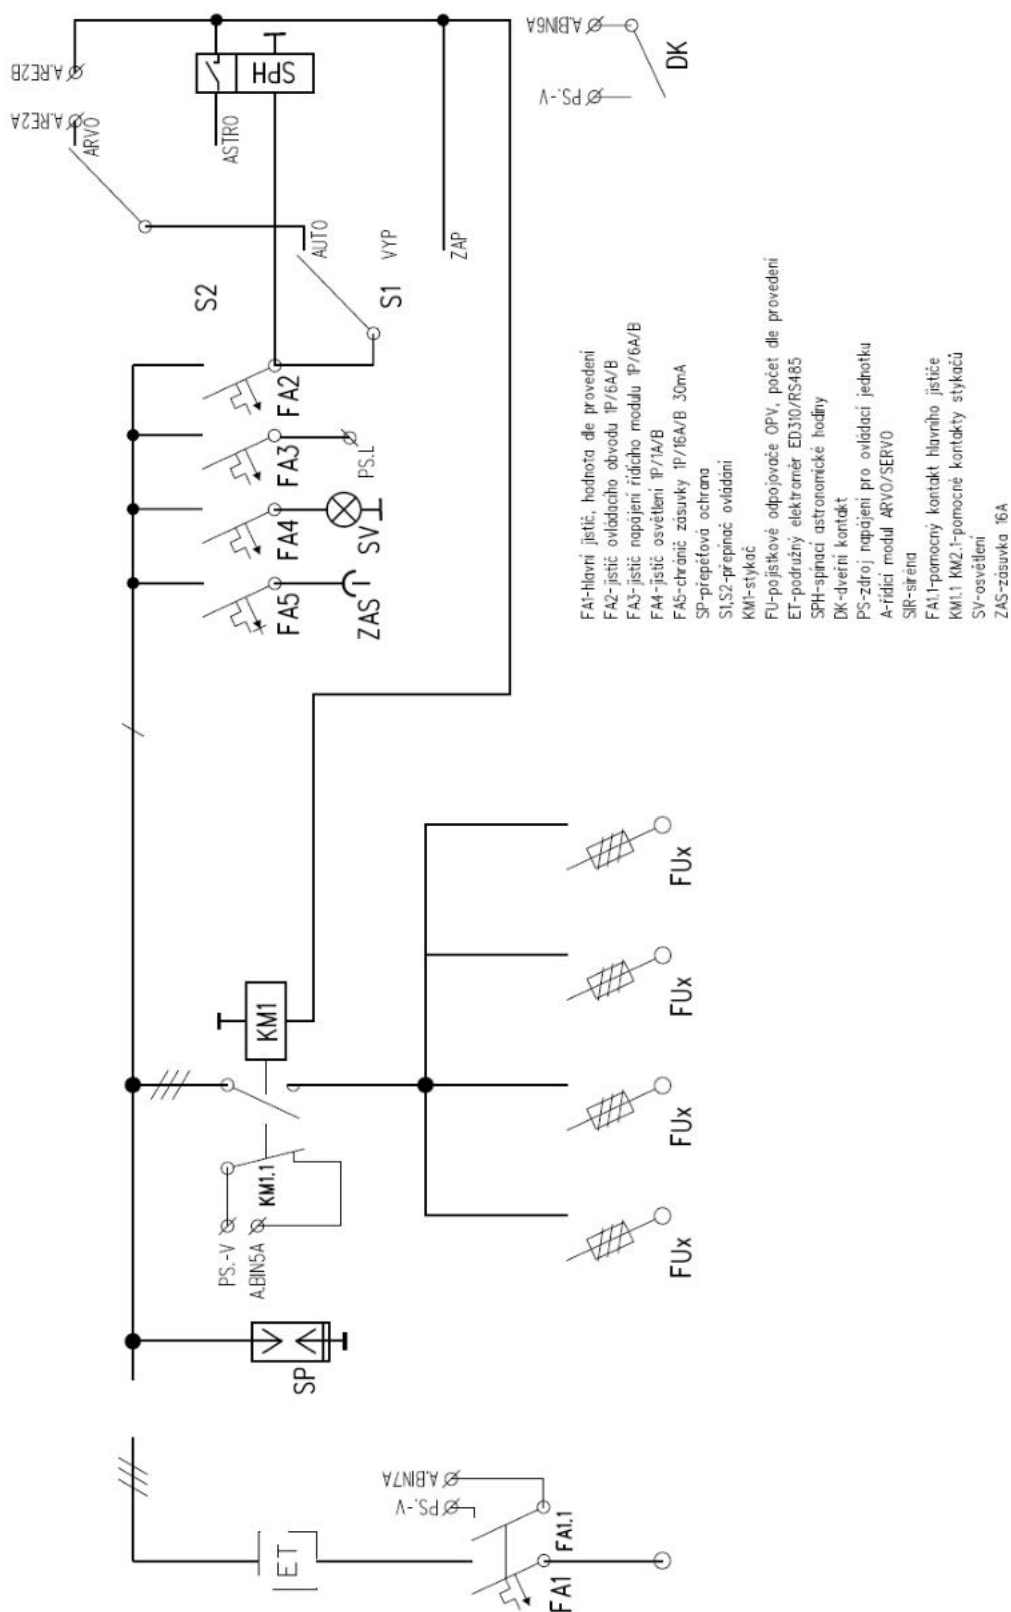 A.RE2B
A.RE2A
ARVO
SPH
ASTRO
A.BIN6A
PS.-V
DK
S2
AUTO
VYP
ZAP
S1
FA2
FA3
PS.L
FA4
SV
FA5
ZAS
KM1
KM1.1
PS.-V
A.BIN5A
SP
FUx
FUx
FUx
FUx
A.BIN7A
PS.-V
ET
FA1
FA1.1
FA1-hlavní jistič, hodnota dle provedení
FA2-jistič ovládacího obvodu 1P/6A/B
FA3-jistič napájení řídícího modulu 1P/6A/B
FA4-jistič osvětlení 1P/1A/B
FA5-chránič zásuvky 1P/16A/B 30mA
SP-přepěťová ochrana
S1,S2-přepínač ovládání
KM1-stykač
FU-pojistkové odpojovače OPV, počet dle provedení
ET-podružný elektroměr ED310/RS485
SPH-spínací astronomické hodiny
DK-dveřní kontakt
PS-zdroj napájení pro ovládací jednotku
A-řídící modul ARVO/SERVO
SIR-siréna
FA1.1-pomocný kontakt hlavního jističe
KM1.1 KM2.1-pomocné kontakty stykačů
SV-osvětlení
ZAS-zásuvka 16A